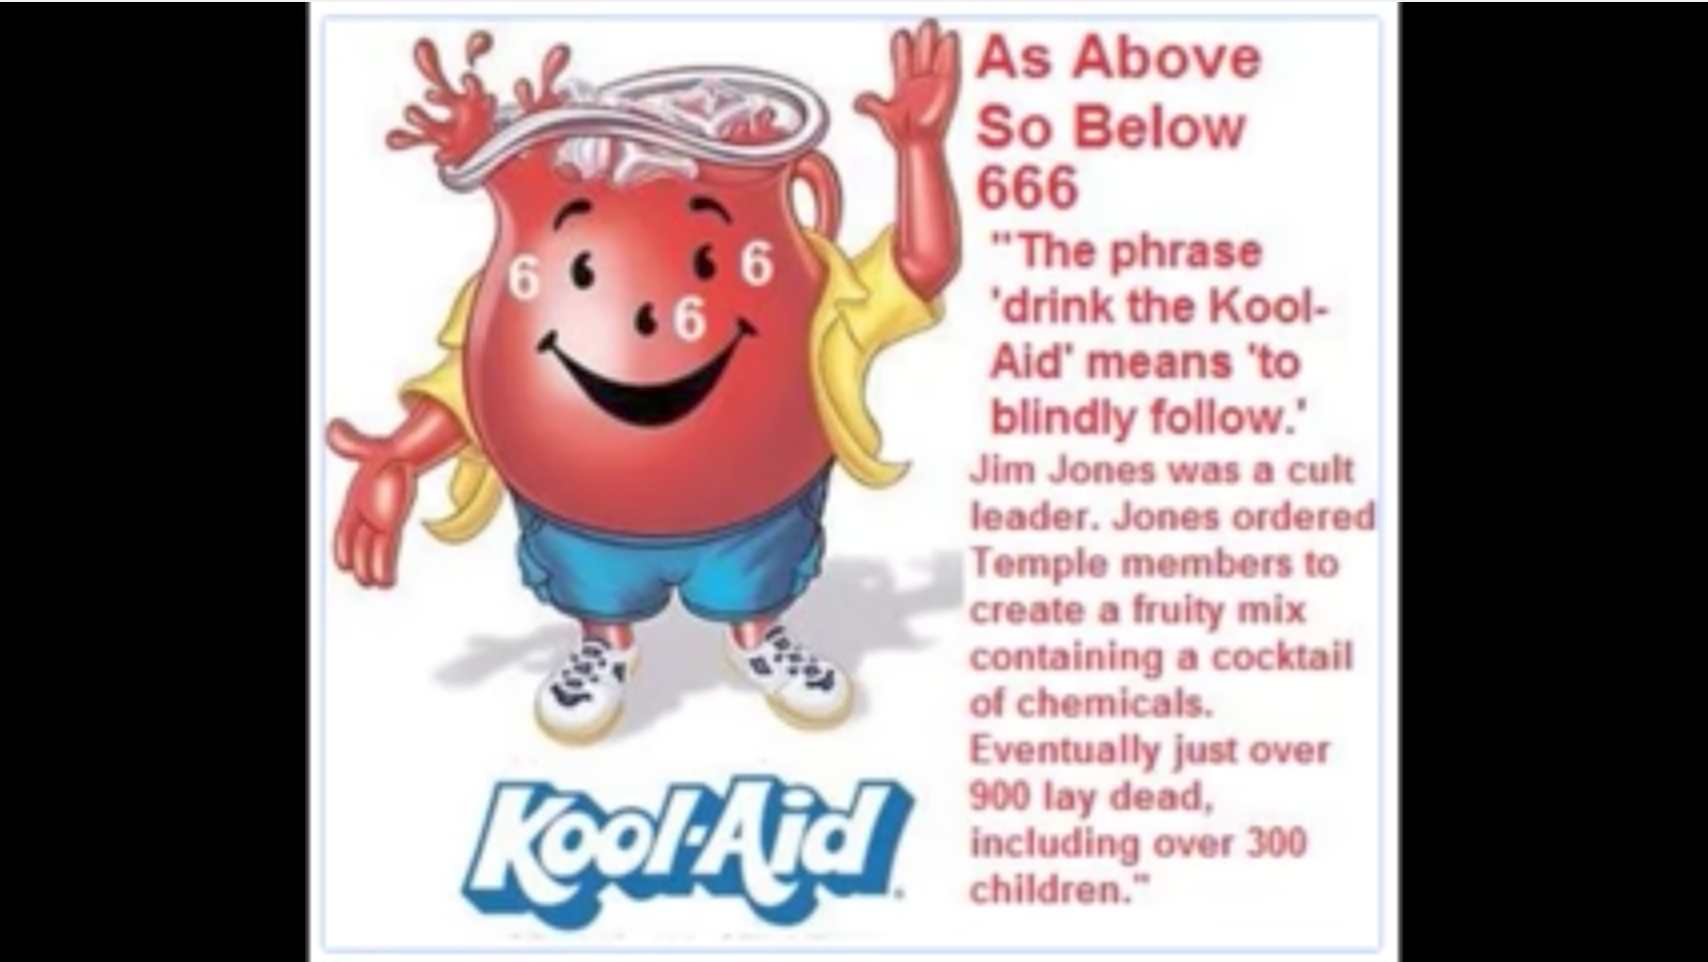 As Above
So Below
666
"The phrase
'drink the Kool-
Aid' means 'to
blindly follow.'
Jim Jones was a cult
leader. Jones ordered
Temple members to
create a fruity mix
containing a cocktail
of chemicals.
Eventually just over
900 lay dead,
including over 300
children."
6 6
6
Kool-Aid